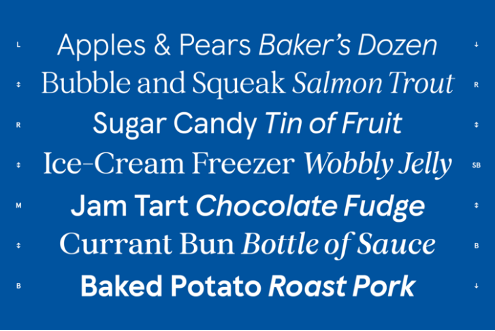 L Apples & Pears Baker’s Dozen ↓
↕ Bubble and Squeak Salmon Trout R
R Sugar Candy Tin of Fruit ↕
↕ Ice-Cream Freezer Wobbly Jelly SB
M Jam Tart Chocolate Fudge ↕
↕ Currant Bun Bottle of Sauce B
B Baked Potato Roast Pork ↓